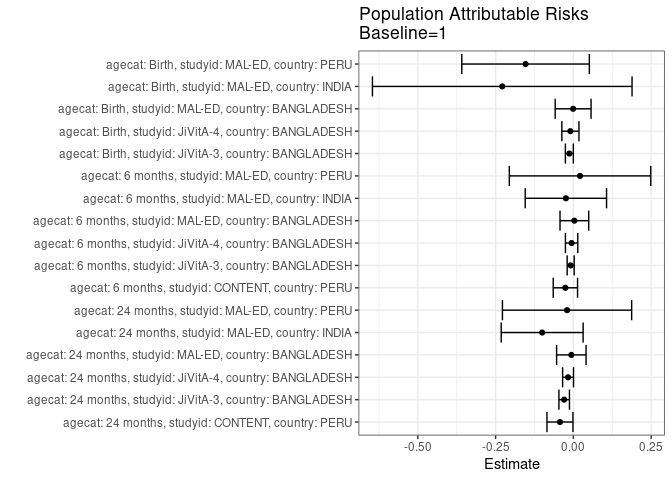 Population Attributable Risks
Baseline=1
agecat: Birth, studyid: MAL-ED, country: PERU
agecat: Birth, studyid: MAL-ED, country: INDIA
agecat: Birth, studyid: MAL-ED, country: BANGLADESH
agecat: Birth, studyid: JiVitA-4, country: BANGLADESH
agecat: Birth, studyid: JiVitA-3, country: BANGLADESH
agecat: 6 months, studyid: MAL-ED, country: PERU
agecat: 6 months, studyid: MAL-ED, country: INDIA
agecat: 6 months, studyid: MAL-ED, country: BANGLADESH
agecat: 6 months, studyid: JiVitA-4, country: BANGLADESH
agecat: 6 months, studyid: JiVitA-3, country: BANGLADESH
agecat: 6 months, studyid: CONTENT, country: PERU
agecat: 24 months, studyid: MAL-ED, country: PERU
agecat: 24 months, studyid: MAL-ED, country: INDIA
agecat: 24 months, studyid: MAL-ED, country: BANGLADESH
agecat: 24 months, studyid: JiVitA-4, country: BANGLADESH
agecat: 24 months, studyid: JiVitA-3, country: BANGLADESH
agecat: 24 months, studyid: CONTENT, country: PERU
-0.50 -0.25 0.00 0.25
Estimate